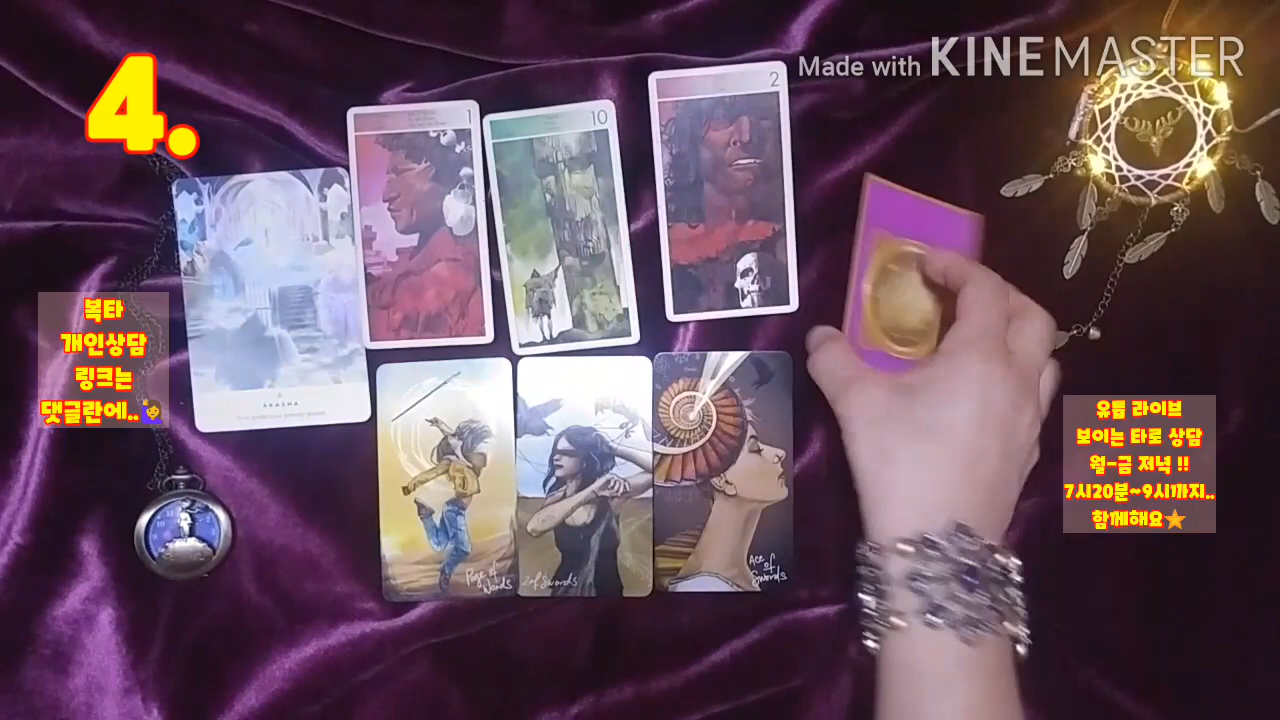 4.
Made with KINEMASTER
1
10
2
복타
개인상담
링크는
댓글란에..🙋‍♀️
AKASHA
Page of
Wands
2 of Swords
Ace
of
Swords
유튭 라이브
보이는 타로 상담
월-금 저녁 !!
7시20분~9시까지..
함께해요⭐